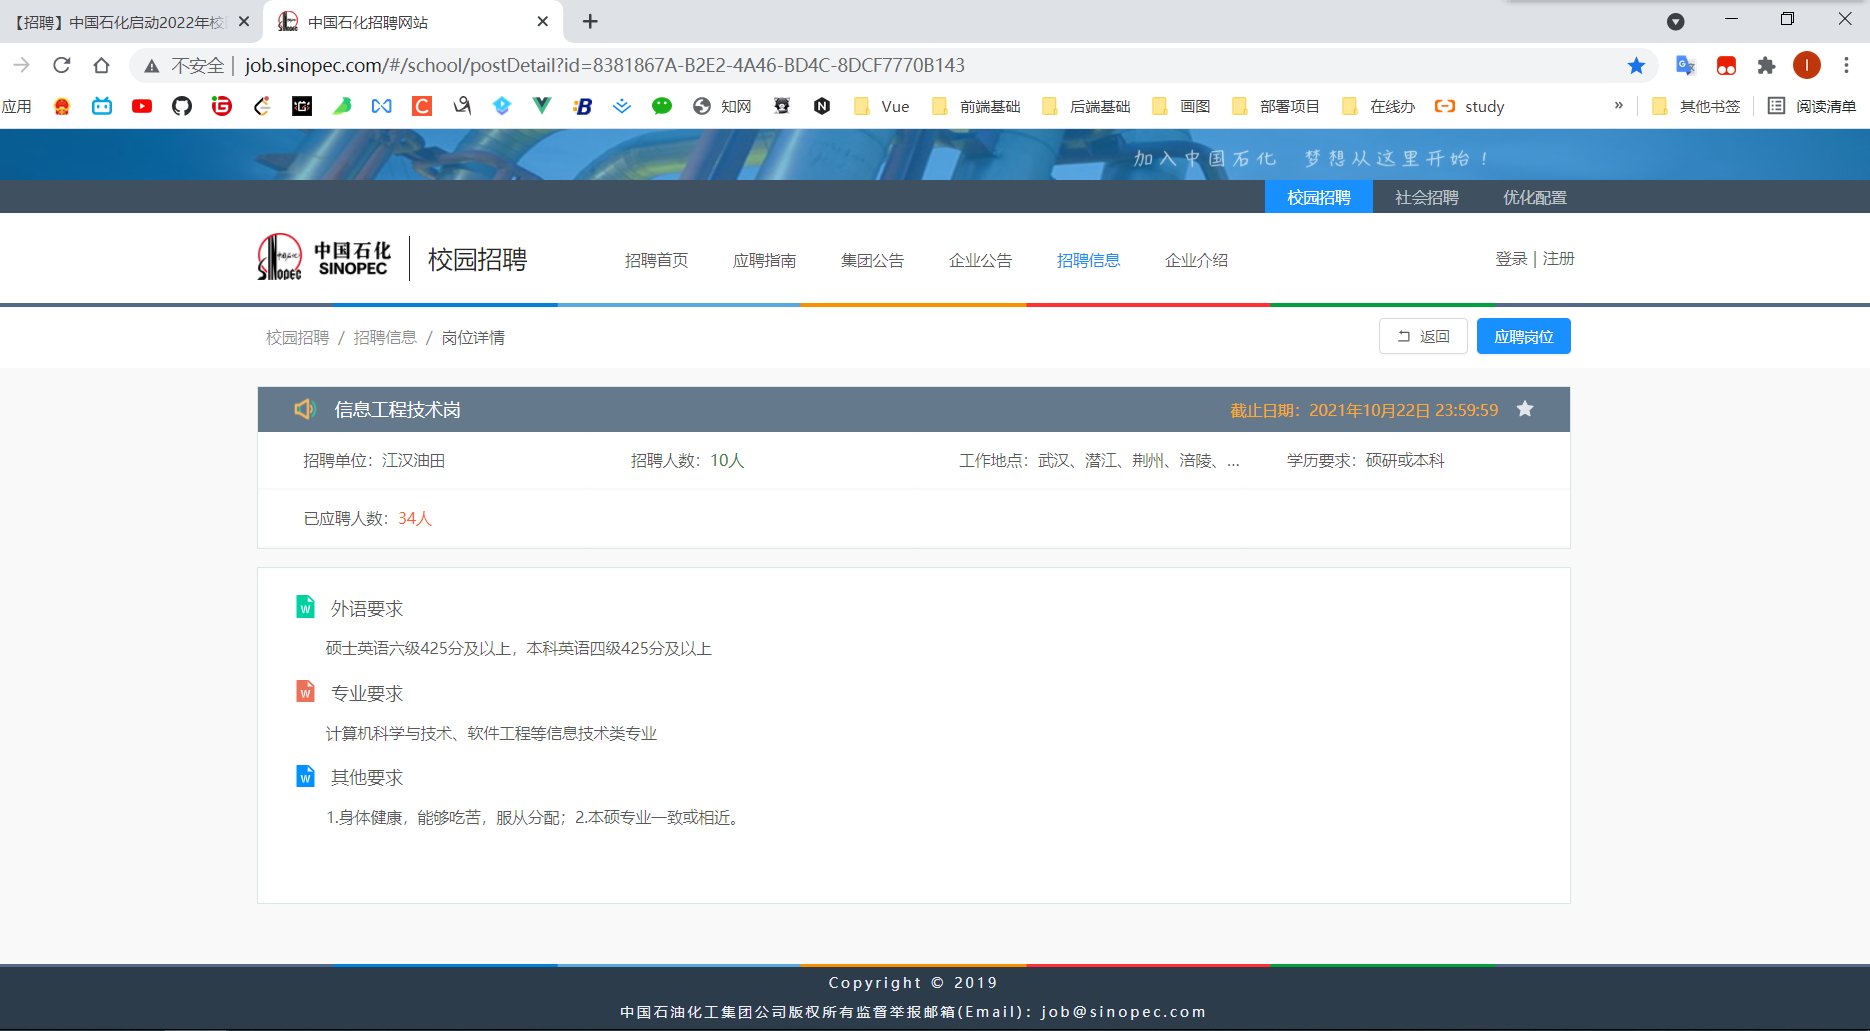 【招聘】中国石化启动2022年校
中国石化招聘网站
不安全 | job.sinopec.com/#/school/postDetail?id=8381867A-B2E2-4A46-BD4C-8DCF7770B143
应用 知网 Vue 前端基础 后端基础 画图 部署项目 在线办 study » 其他书签 阅读清单
加入中国石化 梦想从这里开始！
校园招聘 社会招聘 优化配置
中国石化
SINOPEC
校园招聘
招聘首页 应聘指南 集团公告 企业公告 招聘信息 企业介绍
登录 | 注册
校园招聘 / 招聘信息 / 岗位详情
返回 应聘岗位
信息工程技术岗
截止日期：2021年10月22日 23:59:59
招聘单位：江汉油田 招聘人数：10人 工作地点：武汉、潜江、荆州、涪陵、... 学历要求：硕研或本科
已应聘人数：34人
外语要求
硕士英语六级425分及以上，本科英语四级425分及以上
专业要求
计算机科学与技术、软件工程等信息技术类专业
其他要求
1.身体健康，能够吃苦，服从分配；2.本硕专业一致或相近。
Copyright © 2019
中国石油化工集团公司版权所有监督举报邮箱(Email)：job@sinopec.com